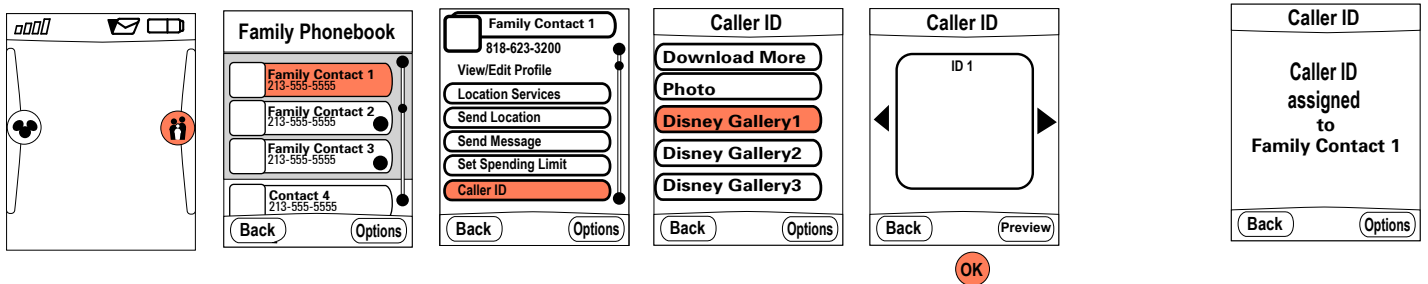 Family Phonebook
Family Contact 1
213-555-5555
Family Contact 2
213-555-5555
Family Contact 3
213-555-5555
Contact 4
213-555-5555
Back
Options
Family Contact 1
818-623-3200
View/Edit Profile
Location Services
Send Location
Send Message
Set Spending Limit
Caller ID
Back
Options
Caller ID
Download More
Photo
Disney Gallery1
Disney Gallery2
Disney Gallery3
Back
Options
Caller ID
ID 1
Back
Preview
OK
Caller ID
Caller ID
assigned
to
Family Contact 1
Back
Options